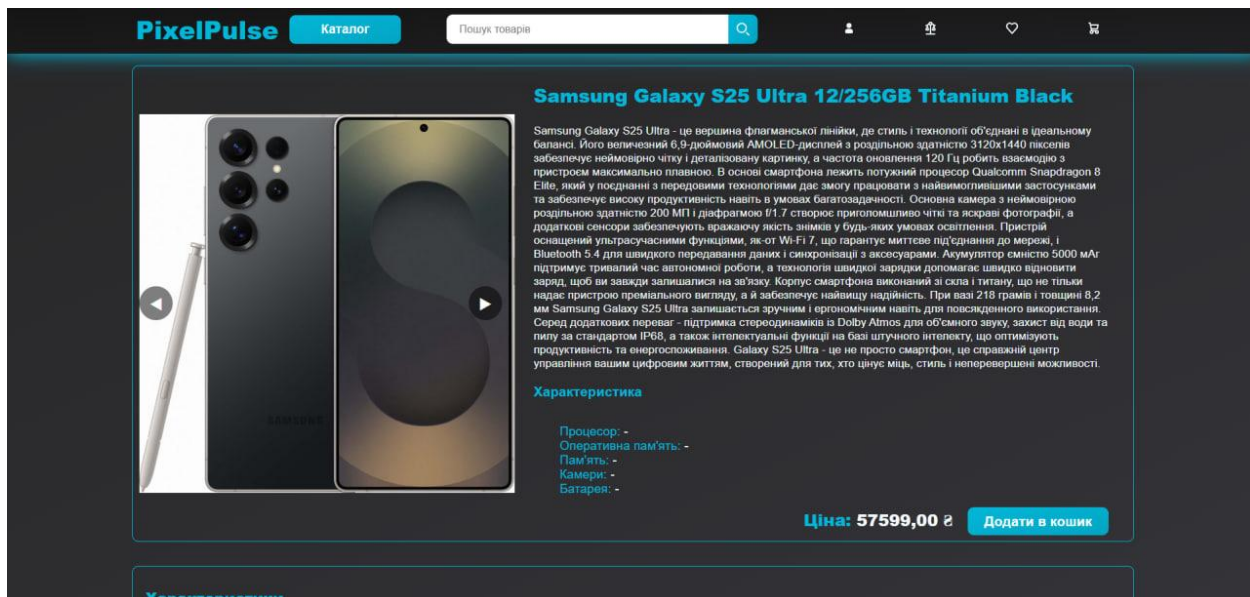 PixelPulse
Каталог
Пошук товарів
Samsung Galaxy S25 Ultra 12/256GB Titanium Black
Samsung Galaxy S25 Ultra - це вершина флагманської лінійки, де стиль і технології об'єднані в ідеальному
балансі. Його величезний 6,9-дюймовий AMOLED-дисплей з роздільною здатністю 3120x1440 пікселів
забезпечує неймовірно чітку і деталізовану картинку, а частота оновлення 120 Гц робить взаємодію з
пристроєм максимально плавною. В основі смартфона лежить потужний процесор Qualcomm Snapdragon 8
Elite, який у поєднанні з передовими технологіями дає змогу працювати з найвимогливішими застосунками
та забезпечує високу продуктивність навіть в умовах багатозадачності. Основна камера з неймовірною
роздільною здатністю 200 МП і діафрагмою f/1.7 створює приголомшливо чіткі та яскраві фотографії, а
додаткові сенсори забезпечують вражаючу якість знімків у будь-яких умовах освітлення. Пристрій
оснащений ультрасучасними функціями, як-от Wi-Fi 7, що гарантує миттєве під'єднання до мережі, і
Bluetooth 5.4 для швидкого передавання даних і синхронізації з аксесуарами. Акумулятор ємністю 5000 мАг
підтримує тривалий час автономної роботи, а технологія швидкої зарядки допомагає швидко відновити
заряд, щоб ви завжди залишалися на зв'язку. Корпус смартфона виконаний зі скла і титану, що не тільки
надає пристрою преміального вигляду, а й забезпечує найвищу надійність. При вазі 218 грамів і товщині 8,2
мм Samsung Galaxy S25 Ultra залишається зручним і ергономічним навіть для повсякденного використання.
Серед додаткових переваг - підтримка стереодинаміків із Dolby Atmos для об'ємного звуку, захист від води та
пилу за стандартом IP68, а також інтелектуальні функції на базі штучного інтелекту, що оптимізують
продуктивність та енергоспоживання. Galaxy S25 Ultra - це не просто смартфон, це справжній центр
управління вашим цифровим життям, створений для тих, хто цінує міць, стиль і неперевершені можливості.
SAMSUNG
Характеристика
Процесор: -
Оперативна пам'ять: -
Пам'ять: -
Камери: -
Батарея: -
Ціна: 57599,00 ₴
Додати в кошик